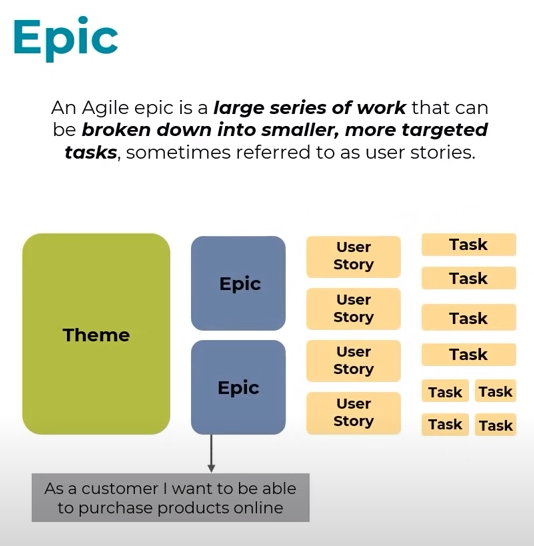 Epic
An Agile epic is a large series of work that can
be broken down into smaller, more targeted
tasks, sometimes referred to as user stories.
Theme
Epic
Epic
User
Story
User
Story
User
Story
User
Story
Task
Task
Task
Task
Task Task
Task Task
As a customer I want to be able
to purchase products online